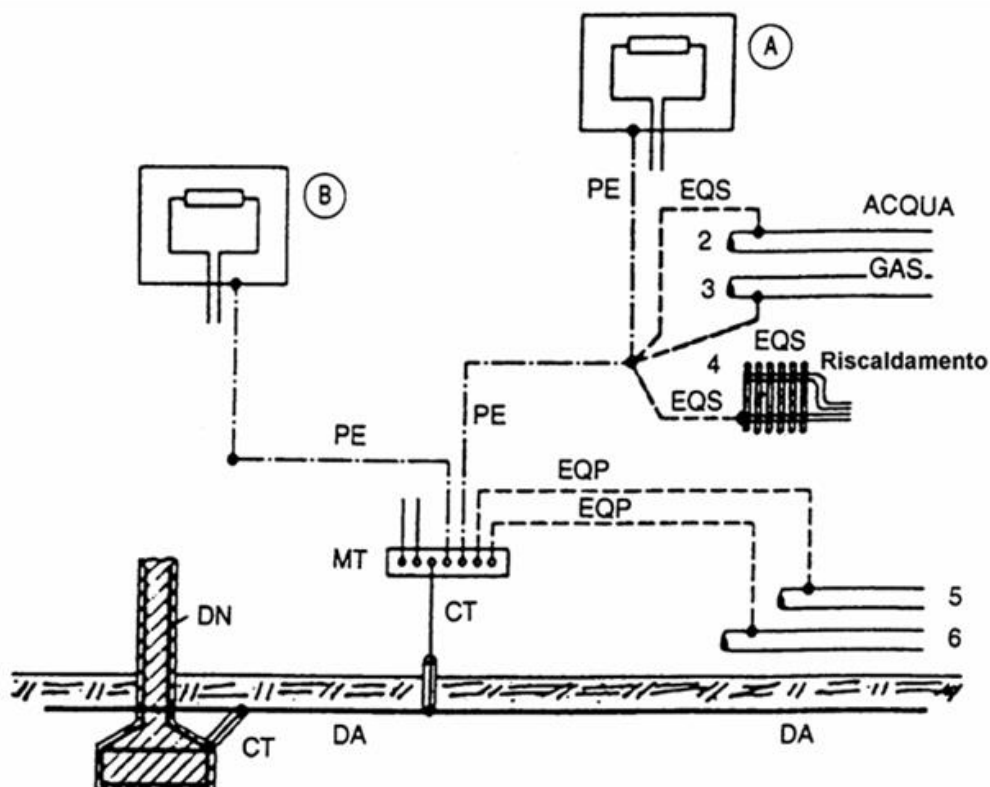 A
B
PE
EQS
ACQUA
2
GAS
3
EQS
4
Riscaldamento
EQS
PE
PE
EQP
EQP
MT
CT
5
DN
6
CT
DA
DA